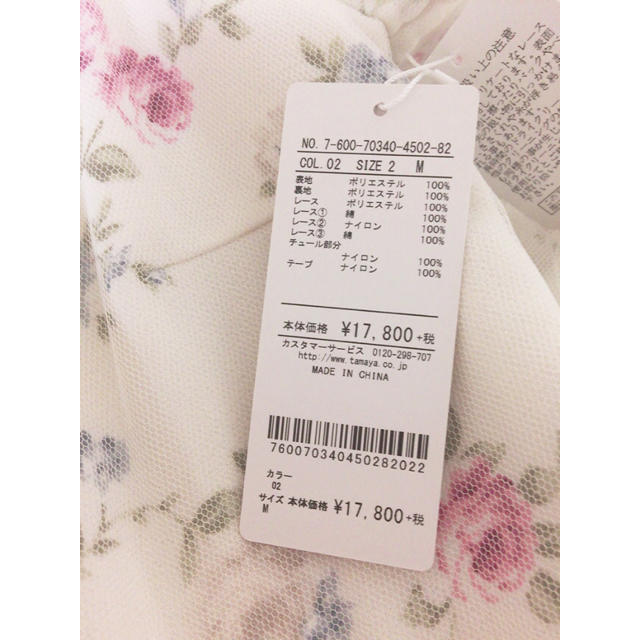 NO. 7-600-70340-4502-82
COL.02 SIZE 2 M
表地 ポリエステル 100%
裏地 ポリエステル 100%
レース ポリエステル 100%
レース① 綿 100%
レース② ナイロン 100%
レース③ 綿 100%
チュール部分
ナイロン 100%
テープ ナイロン 100%
本体価格 ¥17,800+税
カスタマーサービス 0120-298-707
http://www.tamaya.co.jp
MADE IN CHINA
760070340450282022
カラー
02
サイズ 本体価格 ¥17,800+税
M
い上の注意